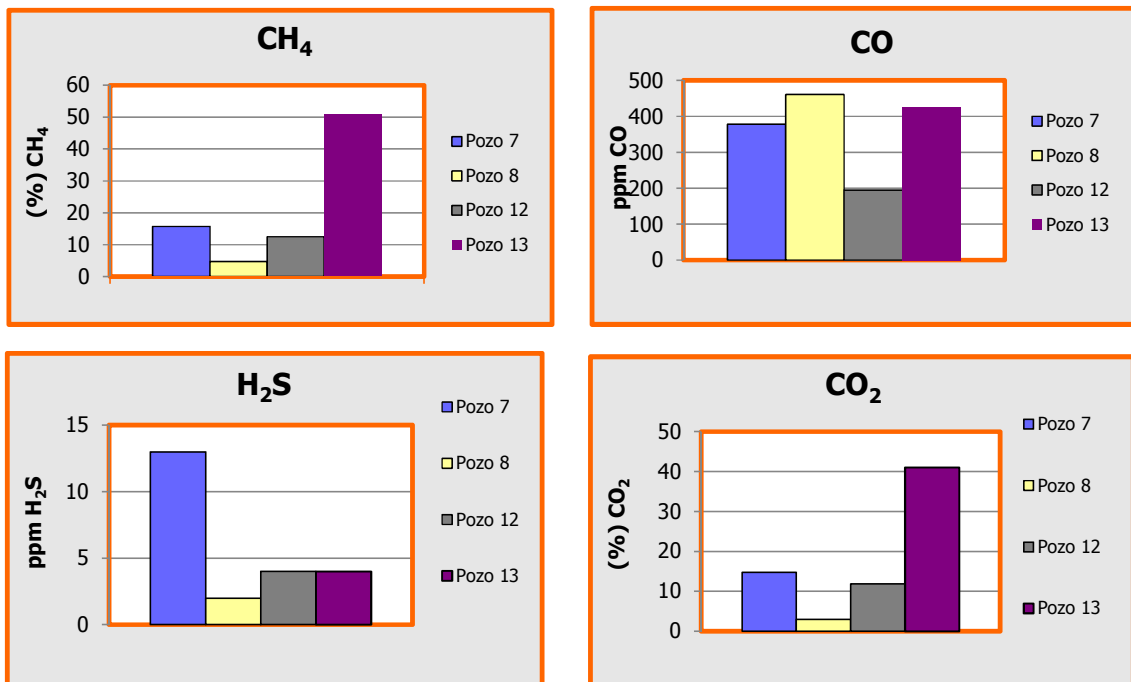 CH₄
60
50
40
30
20
10
0
(%) CH₄
Pozo 7
Pozo 8
Pozo 12
Pozo 13
CO
500
400
300
200
100
0
ppm CO
Pozo 7
Pozo 8
Pozo 12
Pozo 13
H₂S
15
10
5
0
ppm H₂S
Pozo 7
Pozo 8
Pozo 12
Pozo 13
CO₂
50
40
30
20
10
0
(%) CO₂
Pozo 7
Pozo 8
Pozo 12
Pozo 13